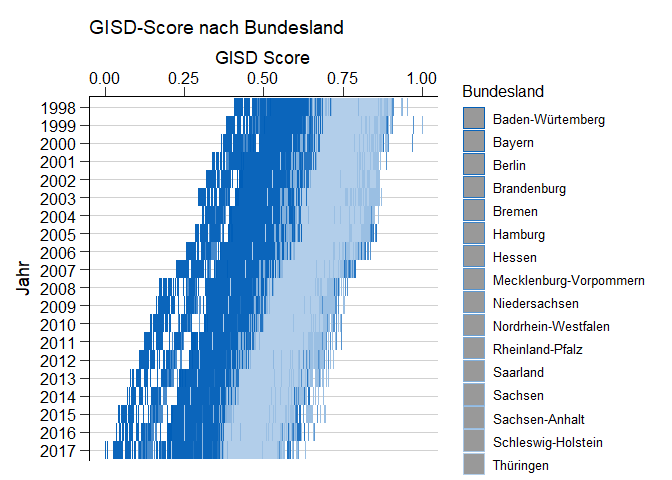 GISD-Score nach Bundesland
GISD Score
0.00 0.25 0.50 0.75 1.00
Jahr
1998
1999
2000
2001
2002
2003
2004
2005
2006
2007
2008
2009
2010
2011
2012
2013
2014
2015
2016
2017
Bundesland
Baden-Würtemberg
Bayern
Berlin
Brandenburg
Bremen
Hamburg
Hessen
Mecklenburg-Vorpommern
Niedersachsen
Nordrhein-Westfalen
Rheinland-Pfalz
Saarland
Sachsen
Sachsen-Anhalt
Schleswig-Holstein
Thüringen